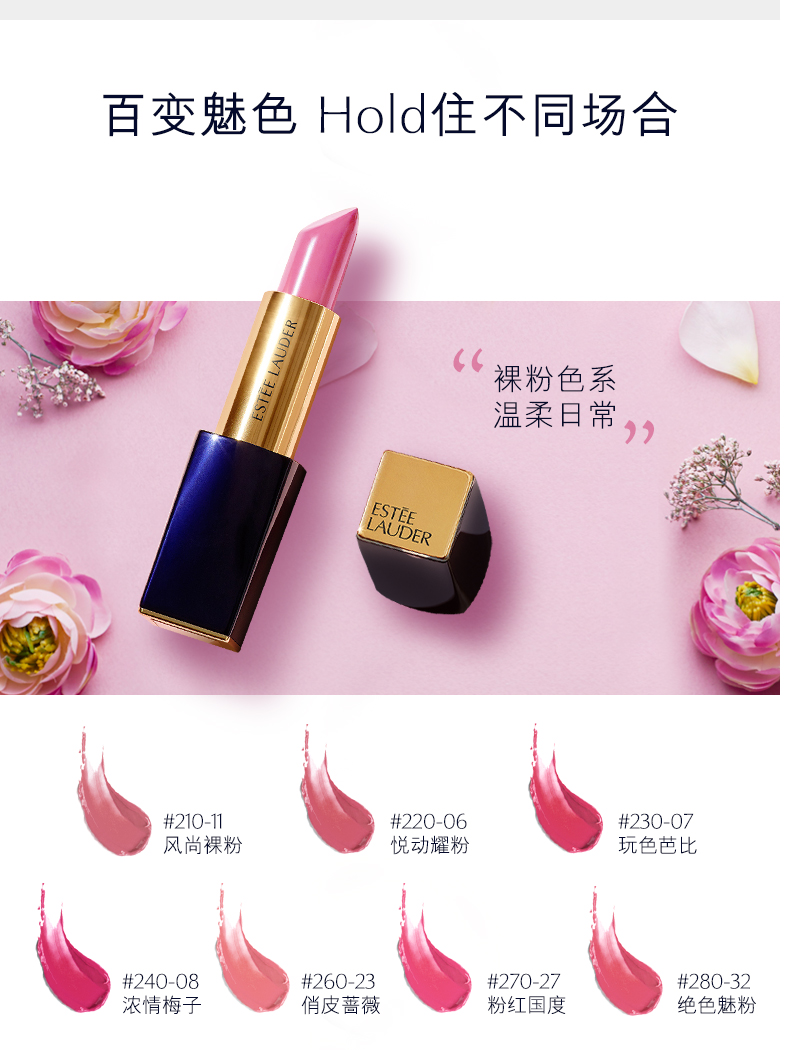 百变魅色 Hold住不同场合
ESTĒE LAUDER
“裸粉色系
温柔日常”
ESTĒE
LAUDER
#210-11
风尚裸粉
#220-06
悦动耀粉
#230-07
玩色芭比
#240-08
浓情梅子
#260-23
俏皮蔷薇
#270-27
粉红国度
#280-32
绝色魅粉